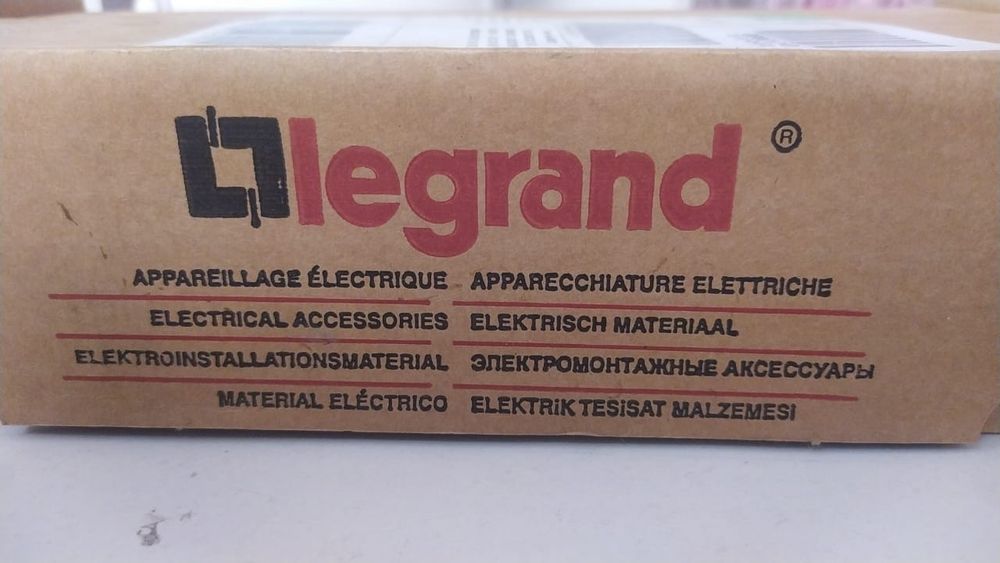 legrand ®
APPAREILLAGE ÉLECTRIQUE APPARECCHIATURE ELETTRICHE
ELECTRICAL ACCESSORIES ELEKTRISCH MATERIAAL
ELEKTROINSTALLATIONSMATERIAL ЭЛЕКТРОМОНТАЖНЫЕ АКСЕССУАРЫ
MATERIAL ELÉCTRICO ELEKTRiK TESiSAT MALZEMESi